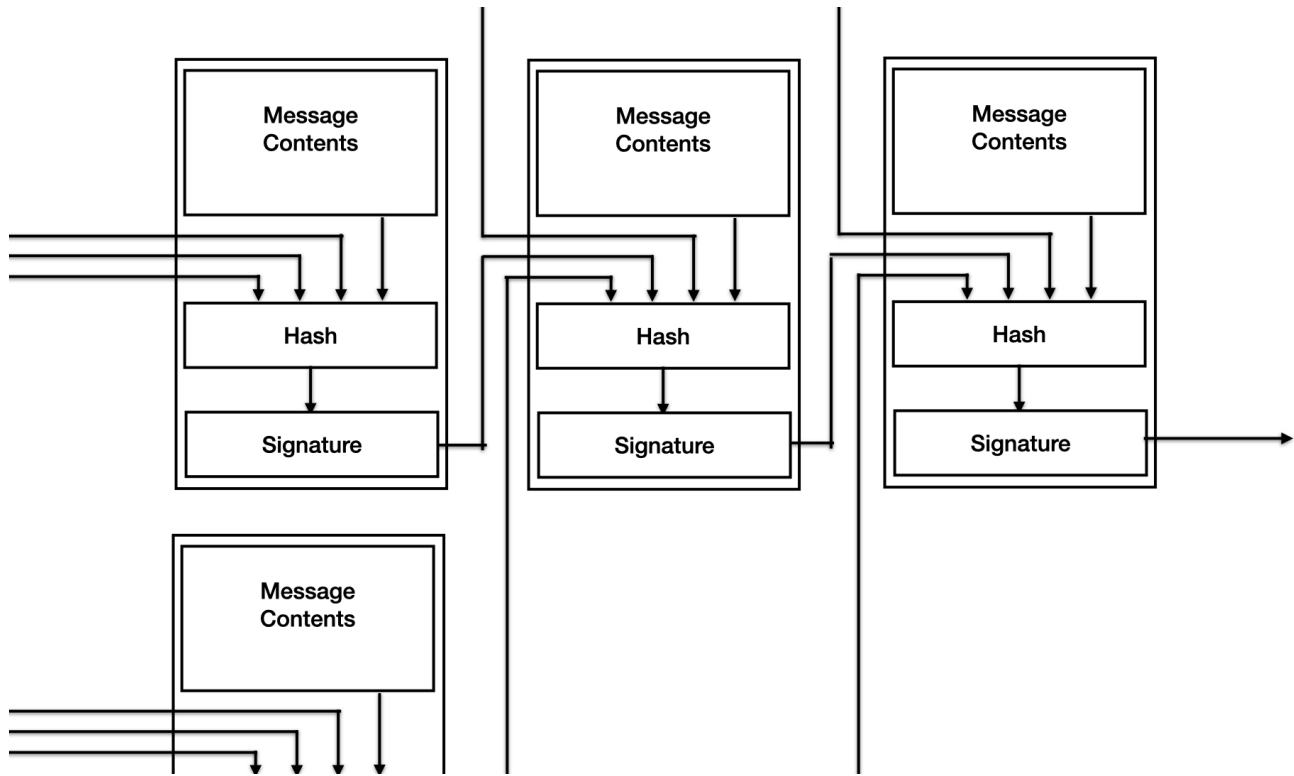 Message
Contents
Message
Contents
Message
Contents
Hash
Hash
Hash
Signature
Signature
Signature
Message
Contents